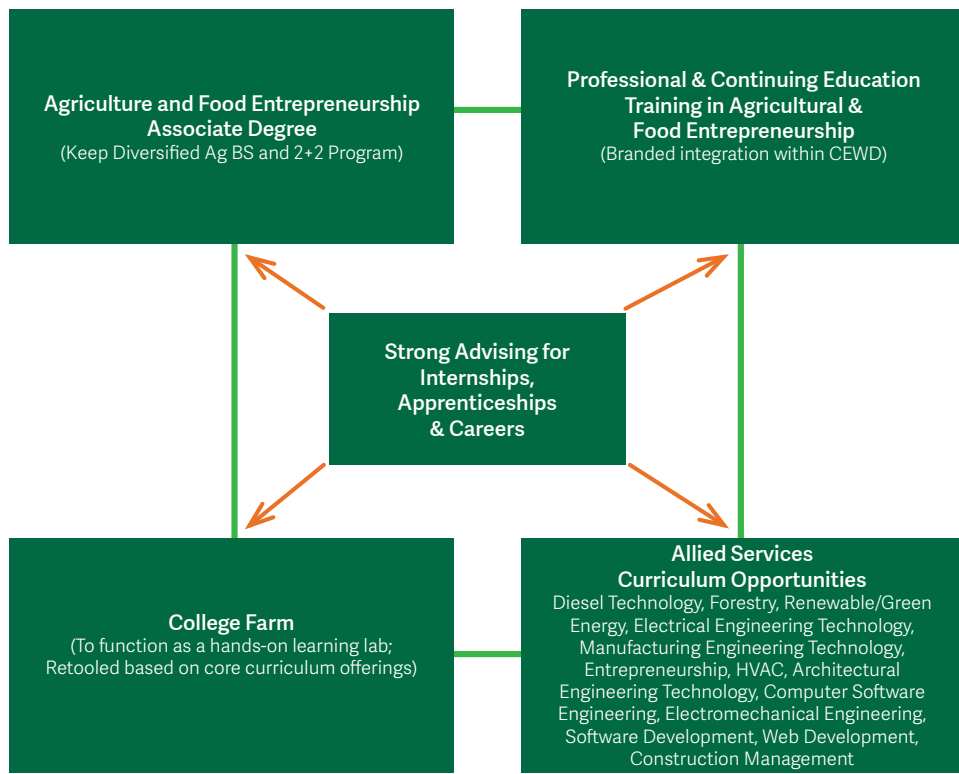 Agriculture and Food Entrepreneurship
Associate Degree
(Keep Diversified Ag BS and 2+2 Program)
Professional & Continuing Education
Training in Agricultural &
Food Entrepreneurship
(Branded integration within CEWD)
Strong Advising for
Internships,
Apprenticeships
& Careers
College Farm
(To function as a hands-on learning lab;
Retooled based on core curriculum offerings)
Allied Services
Curriculum Opportunities
Diesel Technology, Forestry, Renewable/Green
Energy, Electrical Engineering Technology,
Manufacturing Engineering Technology,
Entrepreneurship, HVAC, Architectural
Engineering Technology, Computer Software
Engineering, Electromechanical Engineering,
Software Development, Web Development,
Construction Management